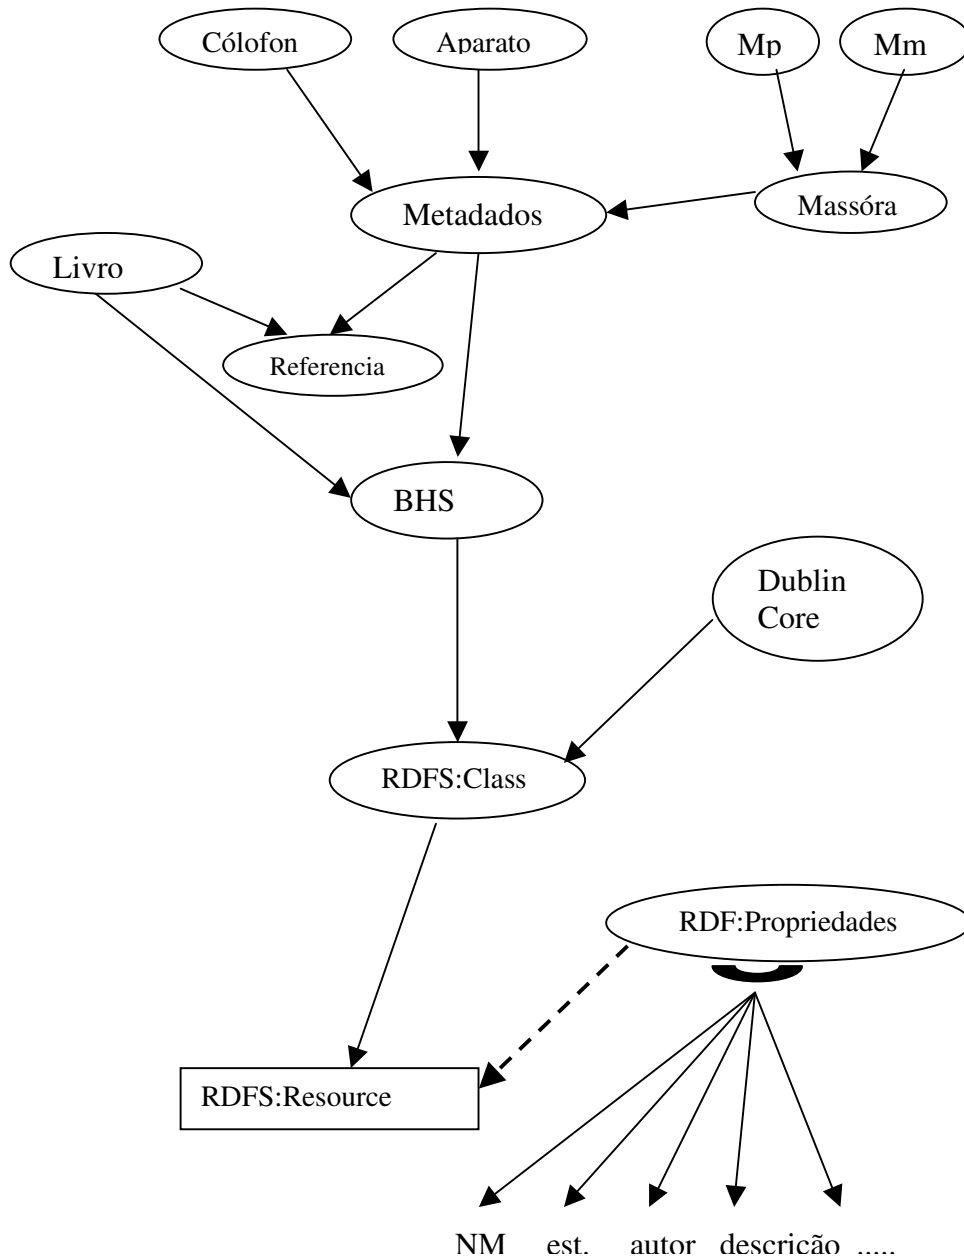 Cólofon
Aparato
Mp
Mm
Metadados
Massóra
Livro
Referencia
BHS
Dublin
Core
RDFS:Class
RDF:Propriedades
RDFS:Resource
NM est. autor descrição .....